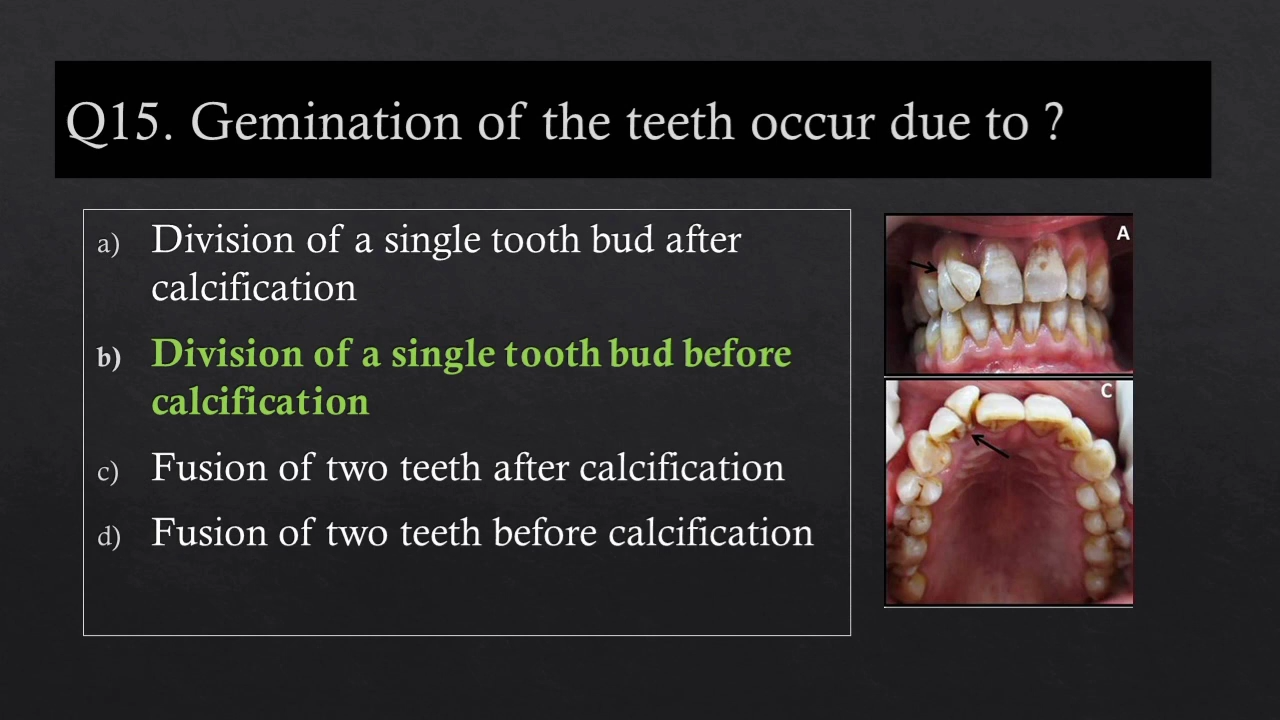 Q15. Gemination of the teeth occur due to ?
a) Division of a single tooth bud after
calcification
b) Division of a single tooth bud before
calcification
c) Fusion of two teeth after calcification
d) Fusion of two teeth before calcification
A
C